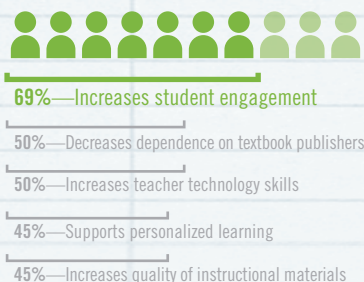 69%—Increases student engagement
50%—Decreases dependence on textbook publishers
50%—Increases teacher technology skills
45%—Supports personalized learning
45%—Increases quality of instructional materials